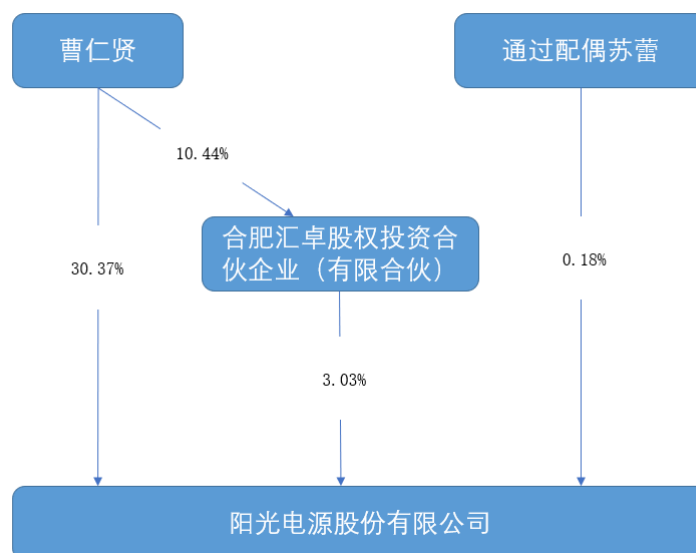 曹仁贤
通过配偶苏蕾
10.44%
合肥汇卓股权投资合
伙企业（有限合伙）
30.37%
0.18%
3.03%
阳光电源股份有限公司